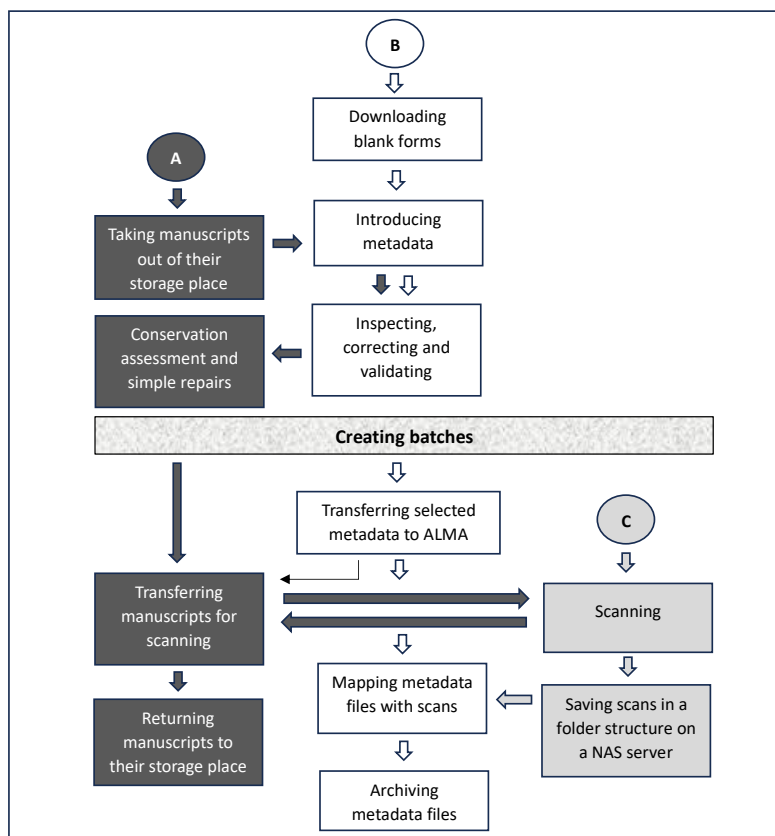 B
Downloading
blank forms
A
Taking manuscripts
out of their
storage place
Introducing
metadata
Conservation
assessment and
simple repairs
Inspecting,
correcting and
validating
Creating batches
Transferring selected
metadata to ALMA
C
Transferring
manuscripts for
scanning
Scanning
Returning
manuscripts to
their storage place
Mapping metadata
files with scans
Saving scans in a
folder structure on
a NAS server
Archiving
metadata files